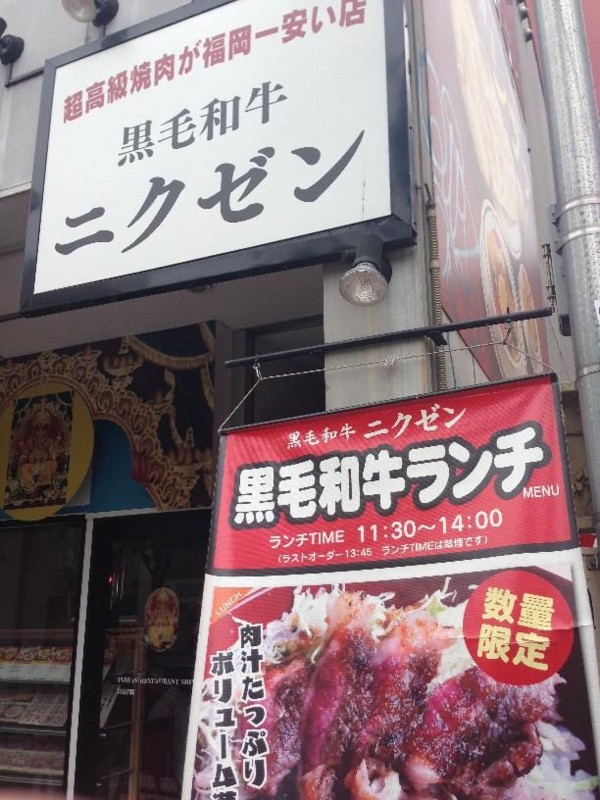 超高級焼肉が福岡一安い店
黒毛和牛
ニクゼン
黒毛和牛 ニクゼン
黒毛和牛ランチ
MENU
ランチTIME 11:30〜14:00
(ラストオーダー13:45 ランチTIMEは禁煙です)
LUNCH
数量
限定
肉汁たっぷり
ボリューム満
INDIAN RESTAURANT